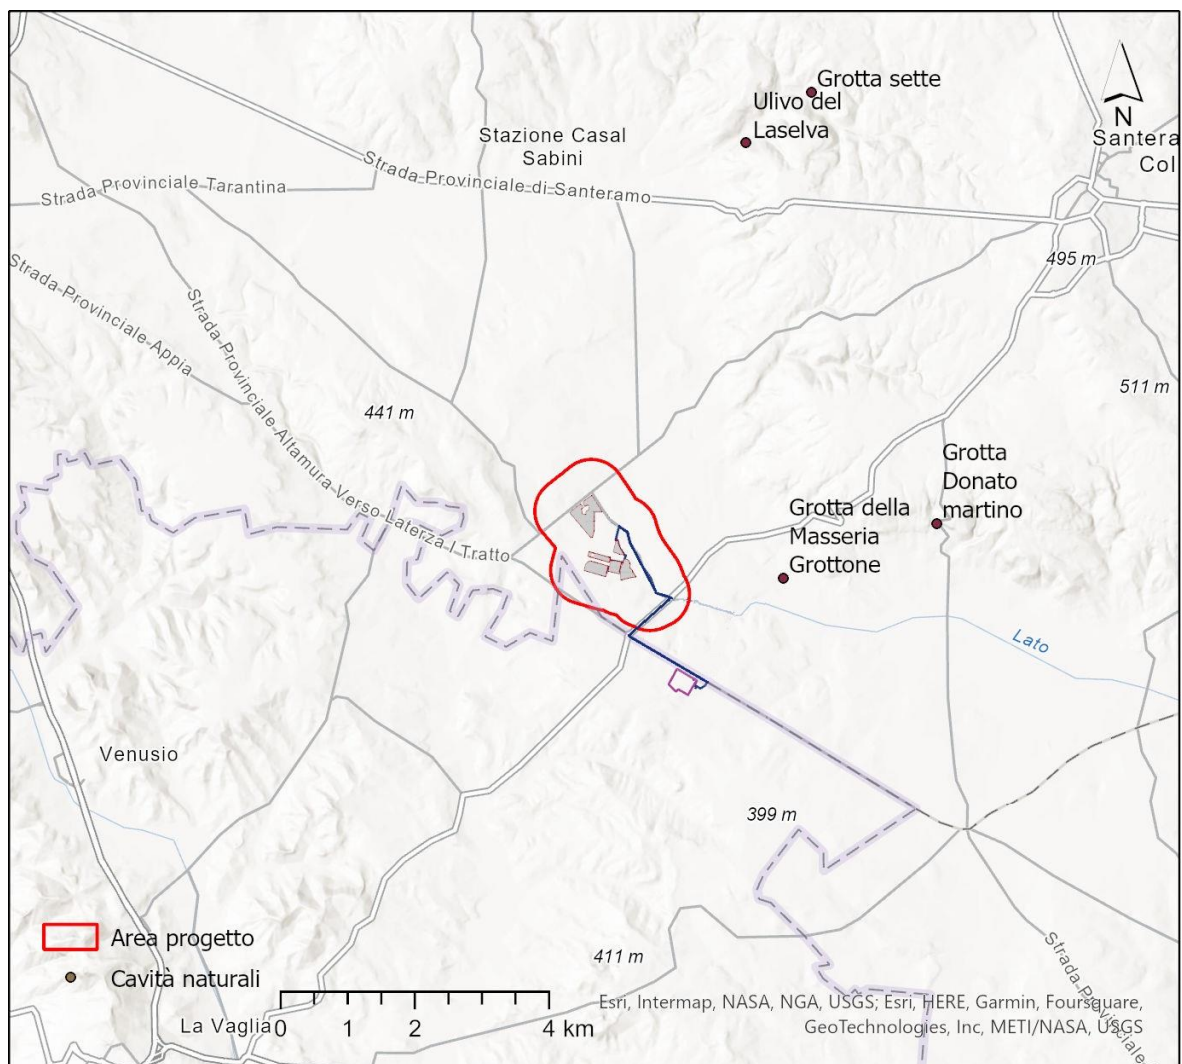 Grotta sette
Ulivo del
Laselva
N
Santera
Col
Stazione Casal
Sabini
Strada Provinciale di Santeramo
Strada Provinciale Tarantina
495 m
Strada Provinciale Appia
Strada Provinciale Altamura Verso Laterza I Tratto
511 m
441 m
Grotta
Donato
martino
Grotta della
Masseria
Grottone
Lato
Venusio
399 m
Area progetto
Cavità naturali
411 m
Strada Provinciale
La Vaglia
0 1 2 4 km
Esri, Intermap, NASA, NGA, USGS; Esri, HERE, Garmin, Foursquare,
GeoTechnologies, Inc, METI/NASA, USGS